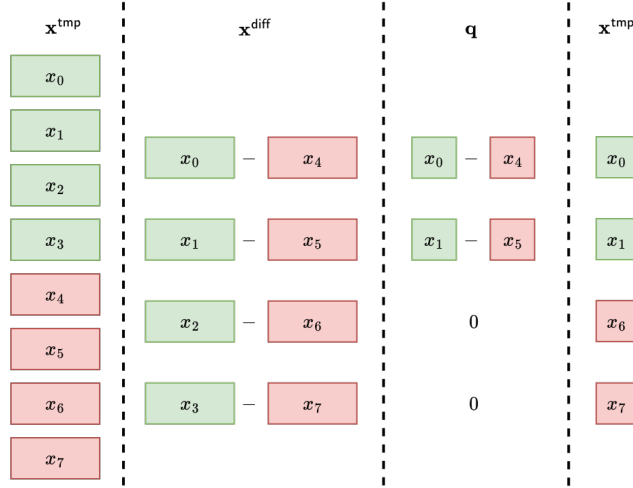 x^tmp x^diff q x^tmp
x_0
x_1
x_0 − x_4 x_0 − x_4 x_0
x_2
x_3 x_1 − x_5 x_1 − x_5 x_1
x_4
x_2 − x_6 0 x_6
x_5
x_6 x_3 − x_7 0 x_7
x_7